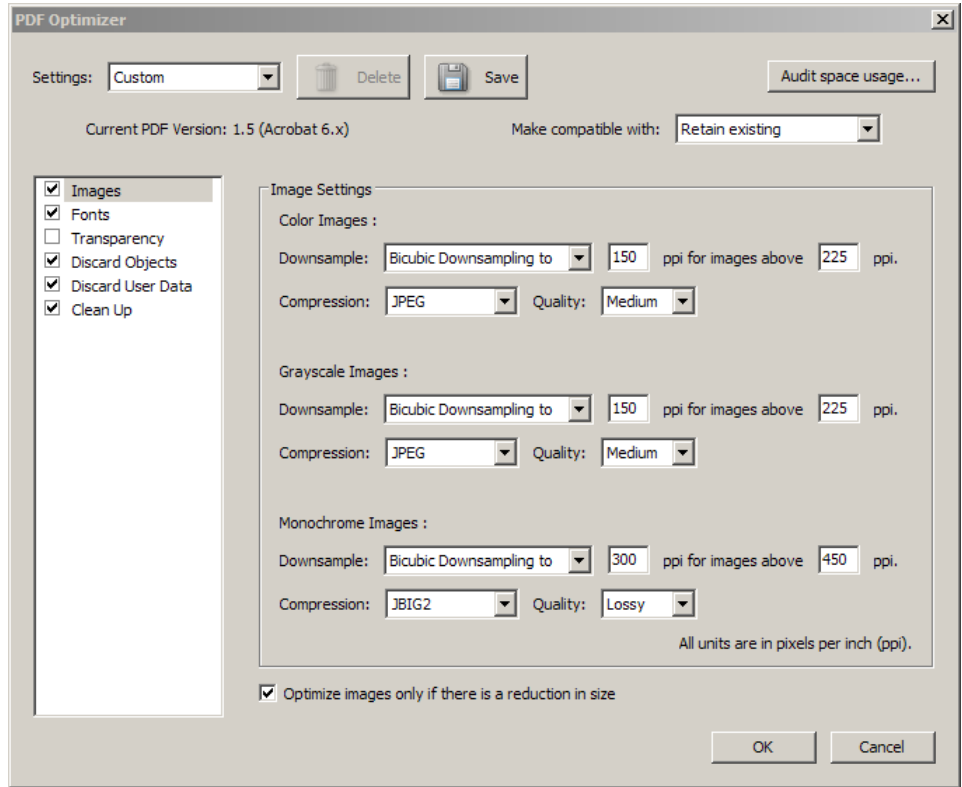 PDF Optimizer
Settings: Custom Delete Save Audit space usage...
Current PDF Version: 1.5 (Acrobat 6.x) Make compatible with: Retain existing
Images
Fonts
Transparency
Discard Objects
Discard User Data
Clean Up
Image Settings
Color Images :
Downsample: Bicubic Downsampling to 150 ppi for images above 225 ppi.
Compression: JPEG Quality: Medium
Grayscale Images :
Downsample: Bicubic Downsampling to 150 ppi for images above 225 ppi.
Compression: JPEG Quality: Medium
Monochrome Images :
Downsample: Bicubic Downsampling to 300 ppi for images above 450 ppi.
Compression: JBIG2 Quality: Lossy
All units are in pixels per inch (ppi).
Optimize images only if there is a reduction in size
OK Cancel